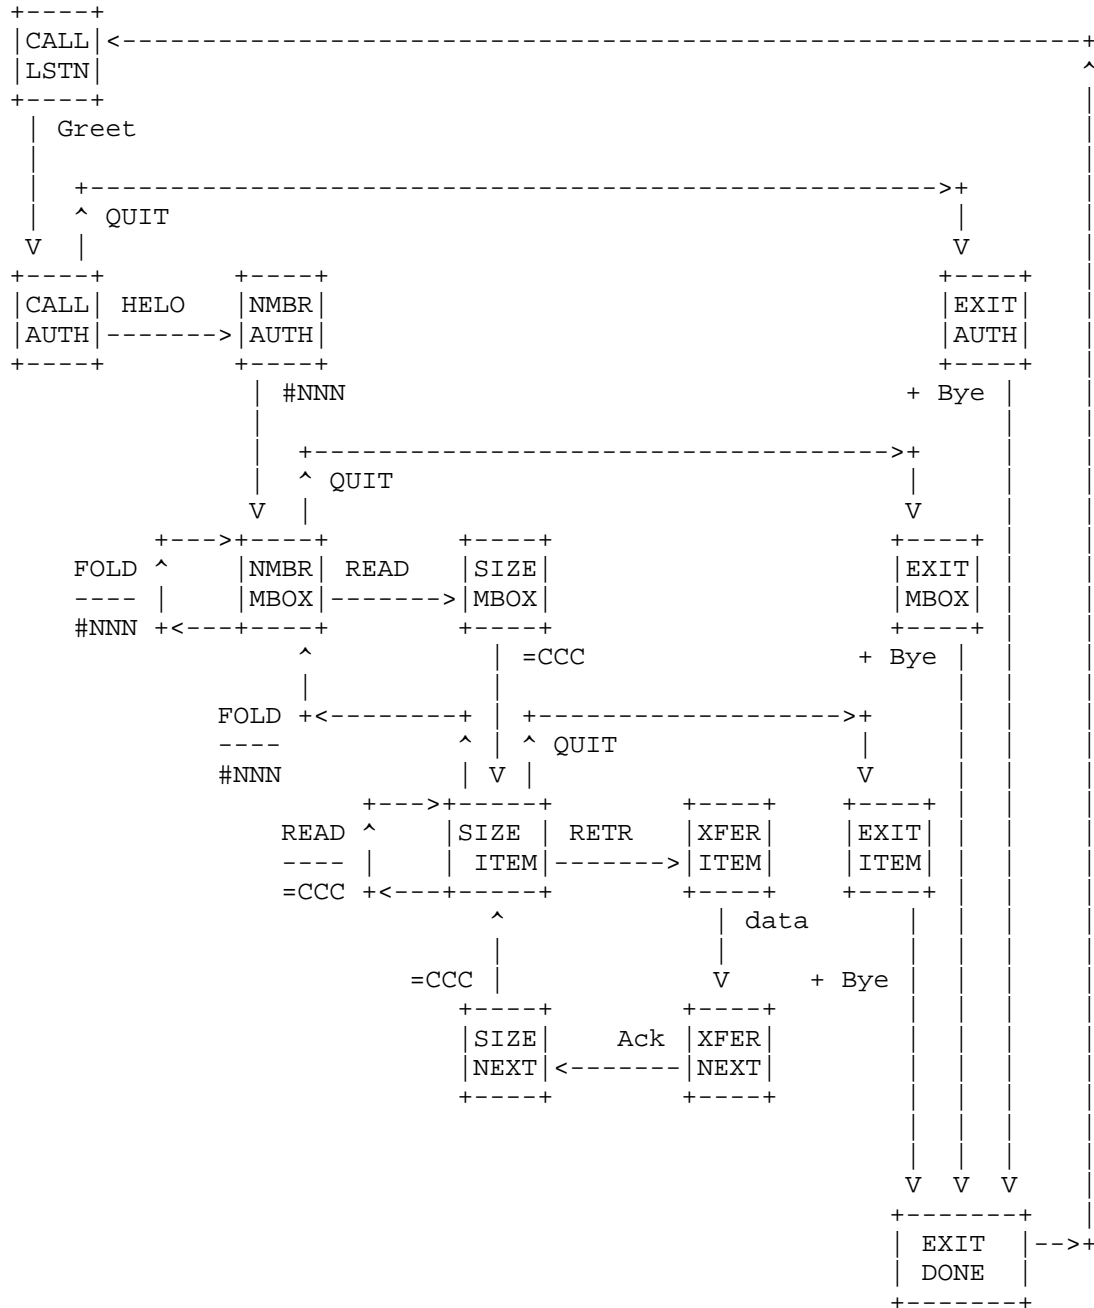 CALL
LSTN
Greet
QUIT
CALL HELO NMBR EXIT
AUTH AUTH AUTH
#NNN + Bye
QUIT
FOLD NMBR READ SIZE EXIT
---- MBOX MBOX MBOX
#NNN
=CCC + Bye
FOLD
---- QUIT
#NNN
READ SIZE RETR XFER EXIT
---- ITEM ITEM ITEM
=CCC
data
=CCC + Bye
SIZE Ack XFER
NEXT NEXT
EXIT
DONE